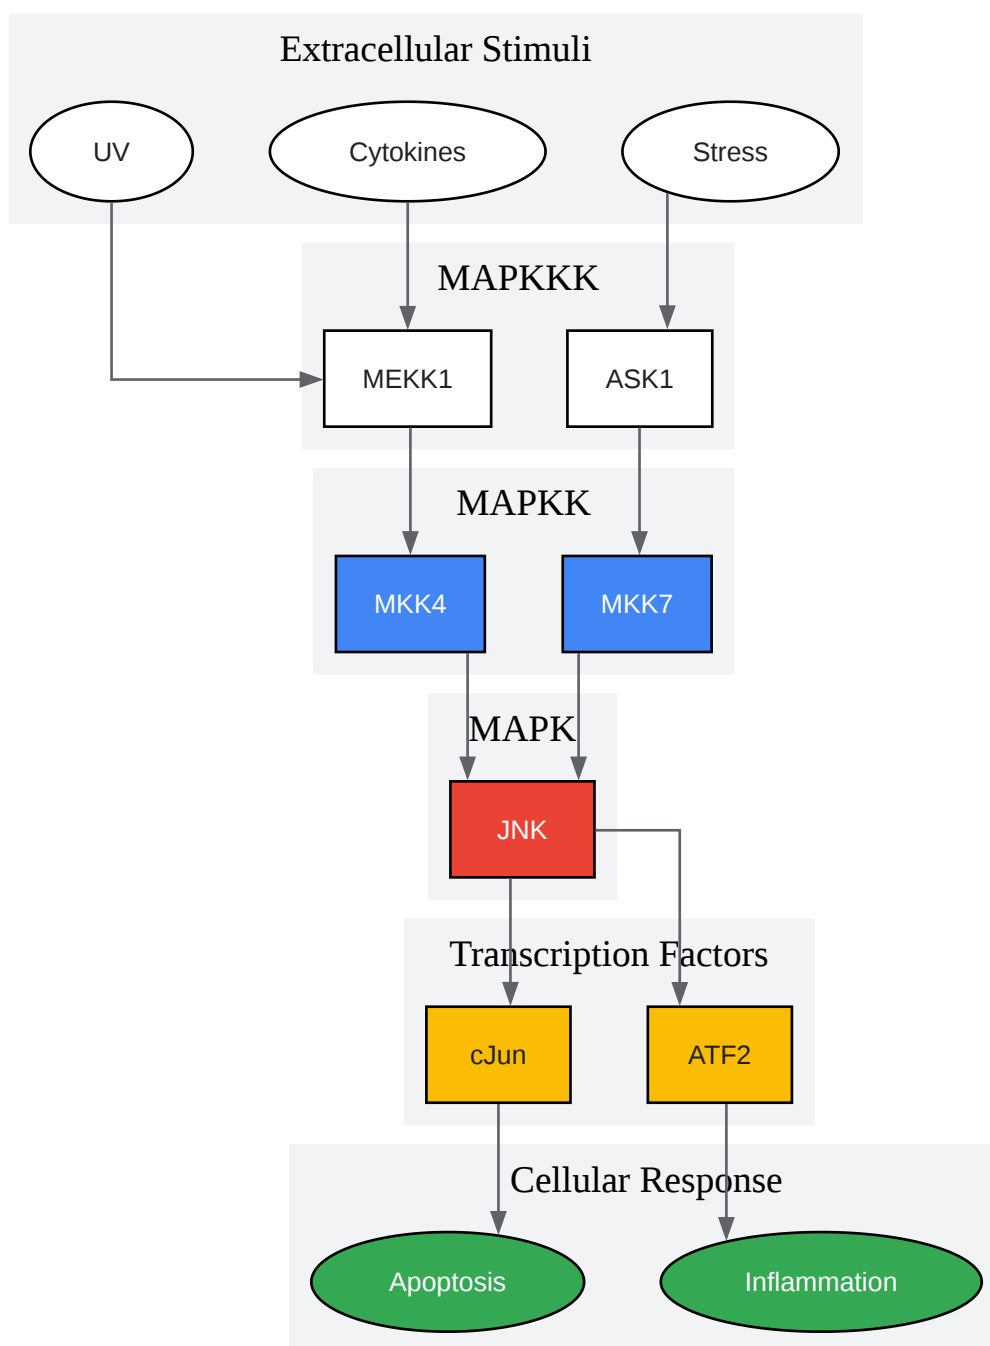 Extracellular Stimuli
UV
Cytokines
Stress
MAPKKK
MEKK1
ASK1
MAPKK
MKK4
MKK7
MAPK
JNK
Transcription Factors
cJun
ATF2
Cellular Response
Apoptosis
Inflammation